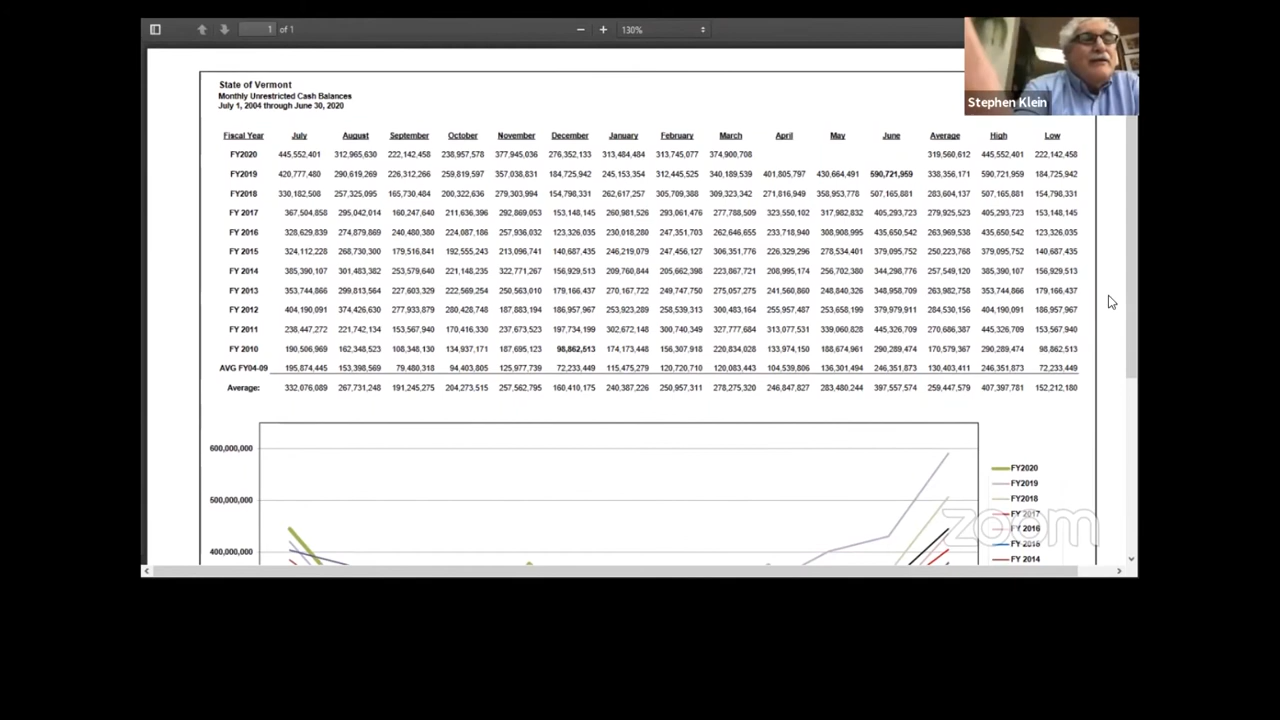 1 of 1
130%
Stephen Klein
State of Vermont
Monthly Unrestricted Cash Balances
July 1, 2004 through June 30, 2020
Fiscal Year July August September October November December January February March April May June Average High Low
FY2020 445,552,401 312,965,630 222,142,458 238,957,578 377,945,036 276,352,133 313,484,484 313,745,077 374,900,708 319,560,612 445,552,401 222,142,458
FY2019 420,777,480 290,619,269 226,312,266 259,819,597 357,038,831 184,725,942 245,153,354 312,445,525 340,189,539 401,805,797 430,664,491 590,721,969 338,356,171 590,721,969 184,725,942
FY2018 330,182,508 257,325,095 165,730,484 200,322,636 279,303,994 154,798,331 262,617,257 305,709,388 309,323,342 271,816,949 358,953,778 507,165,881 283,604,137 507,165,881 154,798,331
FY 2017 367,504,858 295,042,014 160,247,640 211,636,396 292,869,053 153,148,145 260,981,526 293,061,476 277,788,509 323,550,102 317,982,832 405,293,723 279,925,523 405,293,723 153,148,145
FY 2016 328,629,839 274,879,869 240,480,380 224,087,186 257,936,032 123,326,035 230,018,280 247,351,703 262,646,655 233,718,940 308,908,995 435,650,542 263,969,538 435,650,542 123,326,035
FY 2015 324,112,228 268,730,300 179,516,841 192,555,243 213,096,741 140,687,435 246,219,079 247,456,127 306,351,776 226,329,296 278,534,401 379,095,752 250,223,768 379,095,752 140,687,435
FY 2014 385,390,107 301,483,382 253,579,640 221,148,235 322,771,267 156,929,513 209,760,844 205,662,398 223,867,721 208,995,174 256,702,380 344,298,776 257,549,120 385,390,107 156,929,513
FY 2013 353,744,866 299,813,564 227,603,329 222,569,254 250,563,010 179,166,437 270,167,722 249,747,750 275,057,275 241,560,860 248,840,326 348,958,709 263,982,758 353,744,866 179,166,437
FY 2012 404,190,091 374,426,630 277,933,879 280,428,748 187,883,194 186,957,967 253,923,289 258,539,313 300,483,164 255,957,487 253,658,199 379,979,911 284,530,156 404,190,091 186,957,967
FY 2011 238,447,272 221,742,134 153,567,940 170,416,330 237,673,523 197,734,199 302,672,148 300,740,349 327,777,684 313,077,531 339,060,828 445,326,709 270,686,387 445,326,709 153,567,940
FY 2010 190,506,969 162,348,523 108,348,130 134,937,171 187,695,123 98,862,513 174,173,448 156,307,918 220,834,028 133,974,150 188,674,961 290,289,474 170,579,367 290,289,474 98,862,513
AVG FY04-09 195,874,445 153,398,569 79,480,318 94,403,805 125,977,739 72,233,449 115,475,279 120,720,710 120,083,443 104,539,806 136,301,494 246,351,873 130,403,411 246,351,873 72,233,449
Average: 332,076,089 267,731,248 191,245,275 204,273,515 257,562,795 160,410,175 240,387,226 250,957,311 278,275,320 246,847,827 283,480,244 397,557,574 259,447,579 407,397,781 152,212,180
600,000,000
500,000,000
400,000,000
FY2020
FY2019
FY2018
FY 2017
FY 2016
FY 2015
FY 2014
zoom